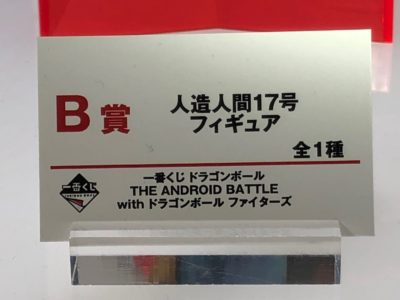 B賞
人造人間17号
フィギュア
全1種
一番くじ
一番くじ ドラゴンボール
THE ANDROID BATTLE
with ドラゴンボール ファイターズ